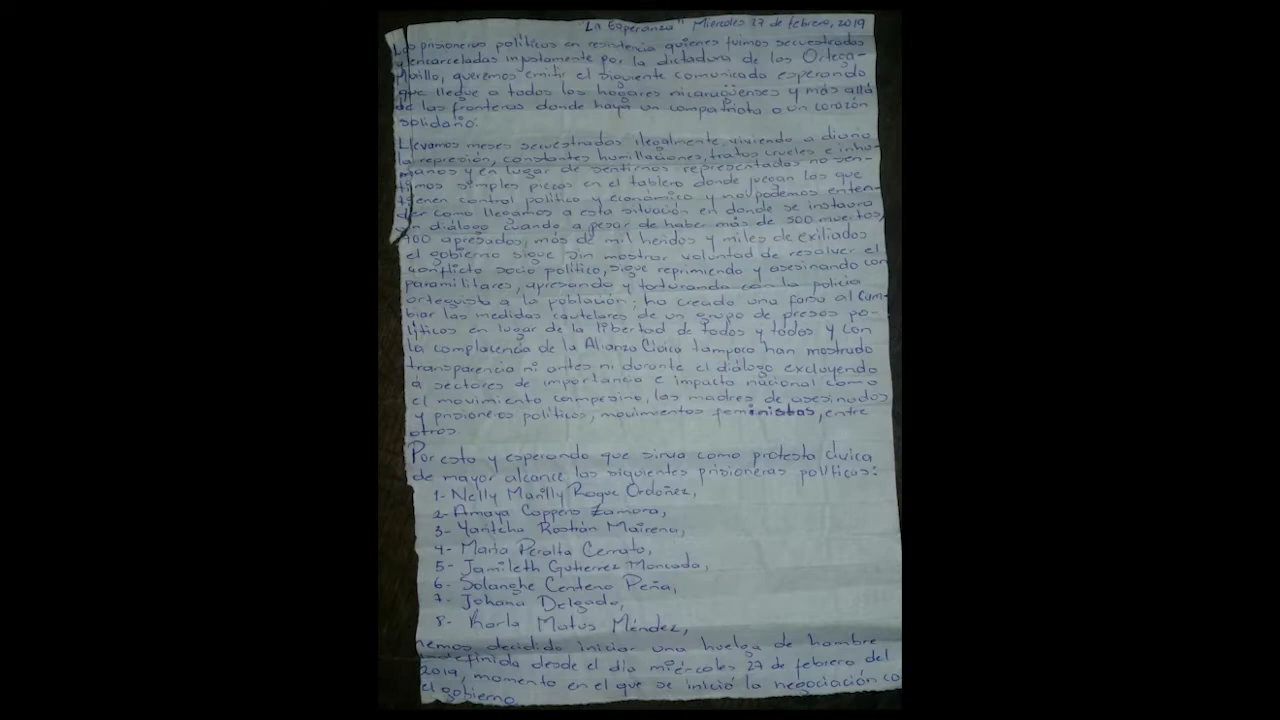 "La Esperanza" Miercoles 27 de febrero, 2019
Los prisioneros políticos en resistencia quienes fuimos secuestradas
y encarceladas injustamente por la dictadura de los Ortega-
Murillo, queremos emitir el siguiente comunicado esperando
que llegue a todos los hogares nicaragüenses y más allá
de las fronteras donde haya un compatriota o un corazón
solidario.
Llevamos meses secuestradas ilegalmente viviendo a diario
la represión, constantes humillaciones, tratos crueles e inhu-
manos y en lugar de sentirnos representadas no sen-
timos simples piezas en el tablero donde juegan los que
tienen control político y económico y no podemos enten-
der como llegamos a esta situación en donde se instaura
un diálogo cuando a pesar de haber más de 500 muertos,
700 apresados, más de mil heridos y miles de exiliados
el gobierno sigue sin mostrar voluntad de resolver el
conflicto socio político, sigue reprimiendo y asesinando con
paramilitares, apresando y torturando con la policía
orteguista a la población; ha creado una farsa al cam-
biar las medidas cautelares de un grupo de presos po-
líticos en lugar de la libertad de todas y todos y con
la complacencia de la Alianza Cívica tampoco han mostrado
transparencia ni antes ni durante el diálogo excluyendo
a sectores de importancia e impacto nacional como
el movimiento campesino, las madres de asesinados
y prisioneros políticos, movimientos feministas, entre
otros.
Por esto y esperando que sirva como protesta cívica
de mayor alcance las siguientes prisioneras políticas:
1- Nelly Marilly Roque Ordoñez,
2- Amaya Coppens Zamora,
3- Yaritzha Rostrán Mairena,
4- María Peralta Cerrato,
5- Jamileth Gutierrez Moncada,
6- Solanghe Centeno Peña,
7- Johana Delgado,
8- Karla Matus Méndez,
hemos decidido iniciar una huelga de hambre
indefinida desde el día miércoles 27 de febrero del
2019, momento en el que se inició la negociación co
el gobierno.